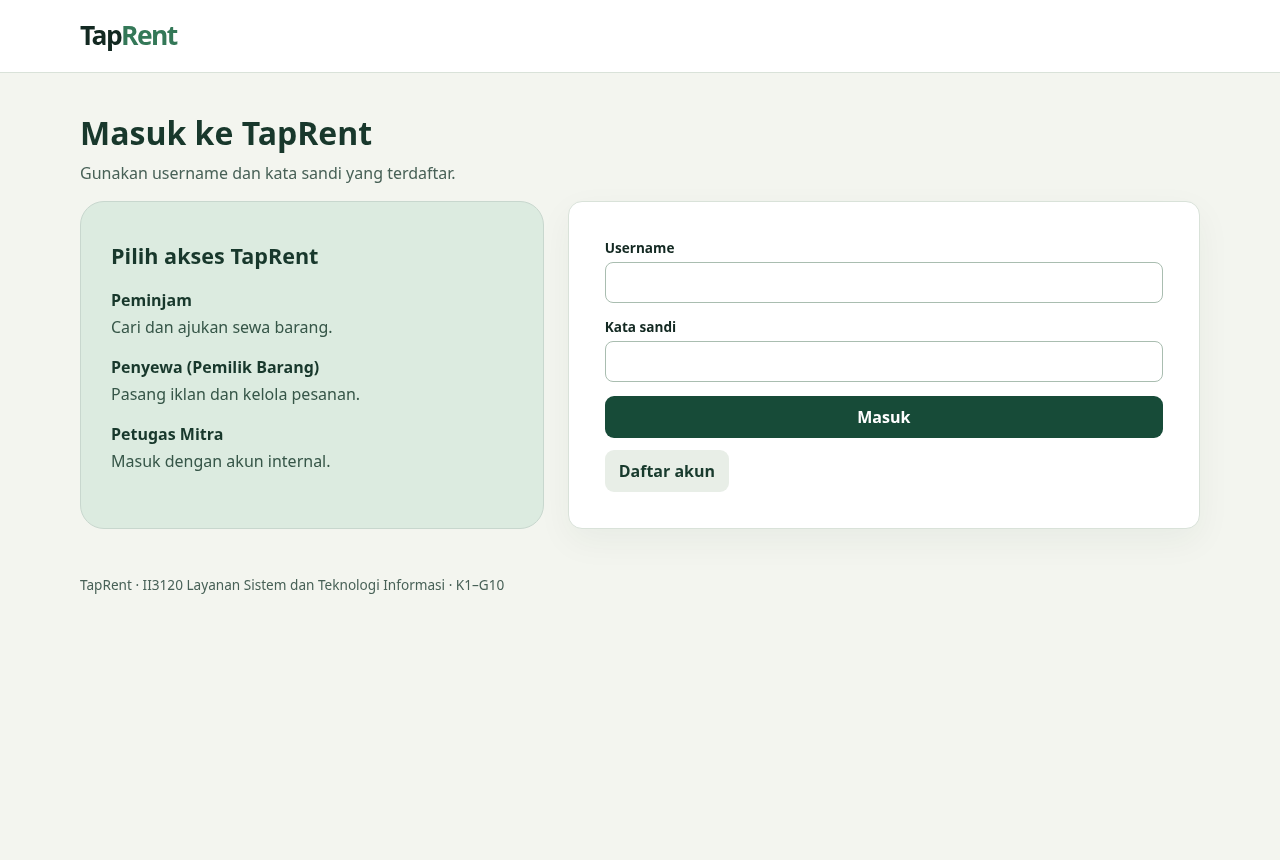 TapRent
Masuk ke TapRent
Gunakan username dan kata sandi yang terdaftar.
Pilih akses TapRent
Peminjam
Cari dan ajukan sewa barang.
Penyewa (Pemilik Barang)
Pasang iklan dan kelola pesanan.
Petugas Mitra
Masuk dengan akun internal.
Username
Kata sandi
Masuk
Daftar akun
TapRent · II3120 Layanan Sistem dan Teknologi Informasi · K1–G10